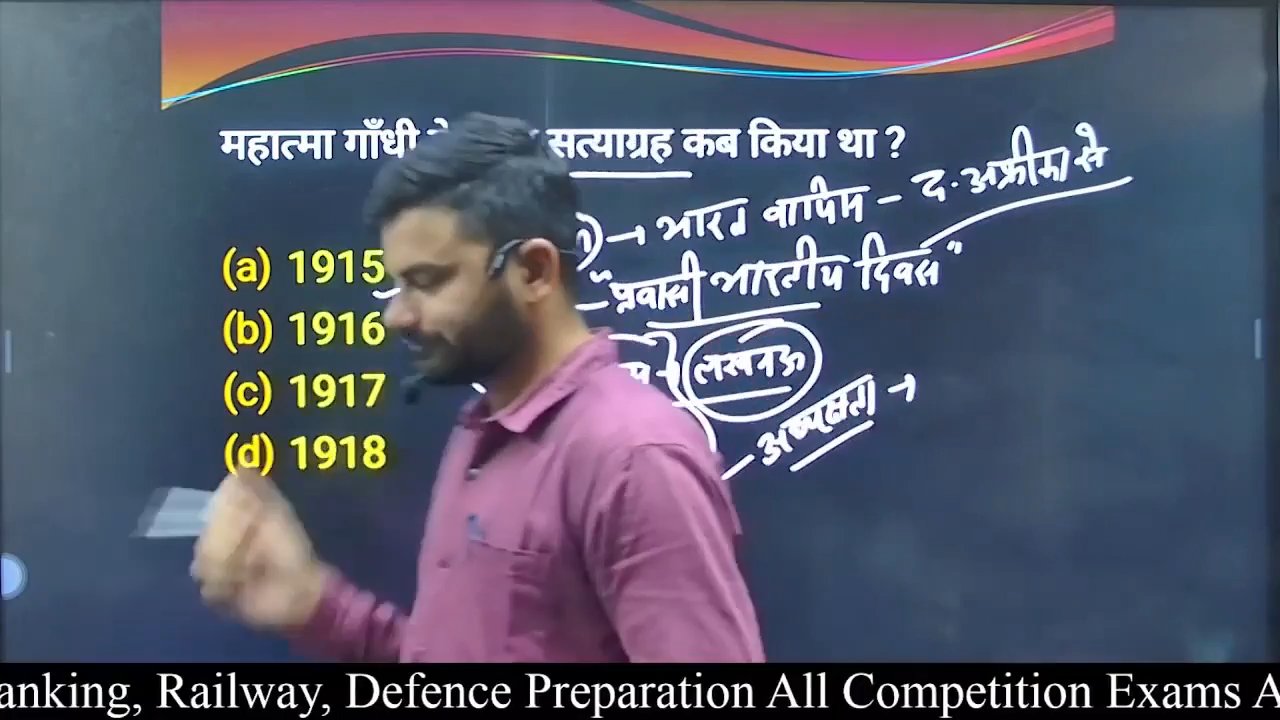 महात्मा गाँधी सत्याग्रह कब किया था ?
→ भारत वापिस - द. अफ्रीका से
(a) 1915
"प्रवासी भारतीय दिवस"
(b) 1916
लखनऊ
(c) 1917
अध्यक्षता →
(d) 1918
anking, Railway, Defence Preparation All Competition Exams A